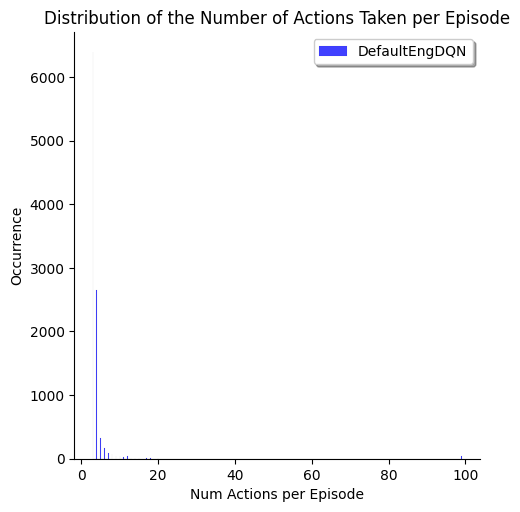 Distribution of the Number of Actions Taken per Episode
DefaultEngDQN
6000
5000
4000
3000
2000
1000
0
Occurrence
0 20 40 60 80 100
Num Actions per Episode